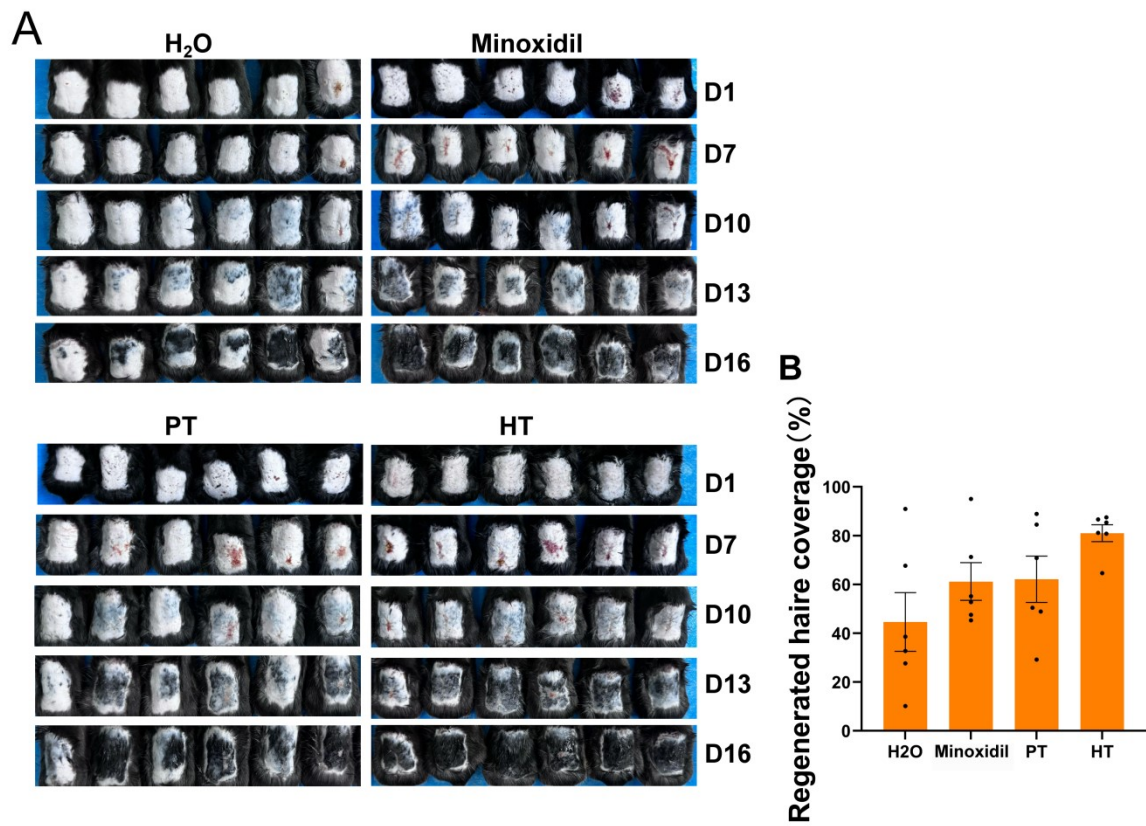 A
H₂O
Minoxidil
D1
D7
D10
D13
D16
PT
HT
D1
D7
D10
D13
D16
B
Regenerated haire coverage(%)
100
80
60
40
20
0
H2O
Minoxidil
PT
HT